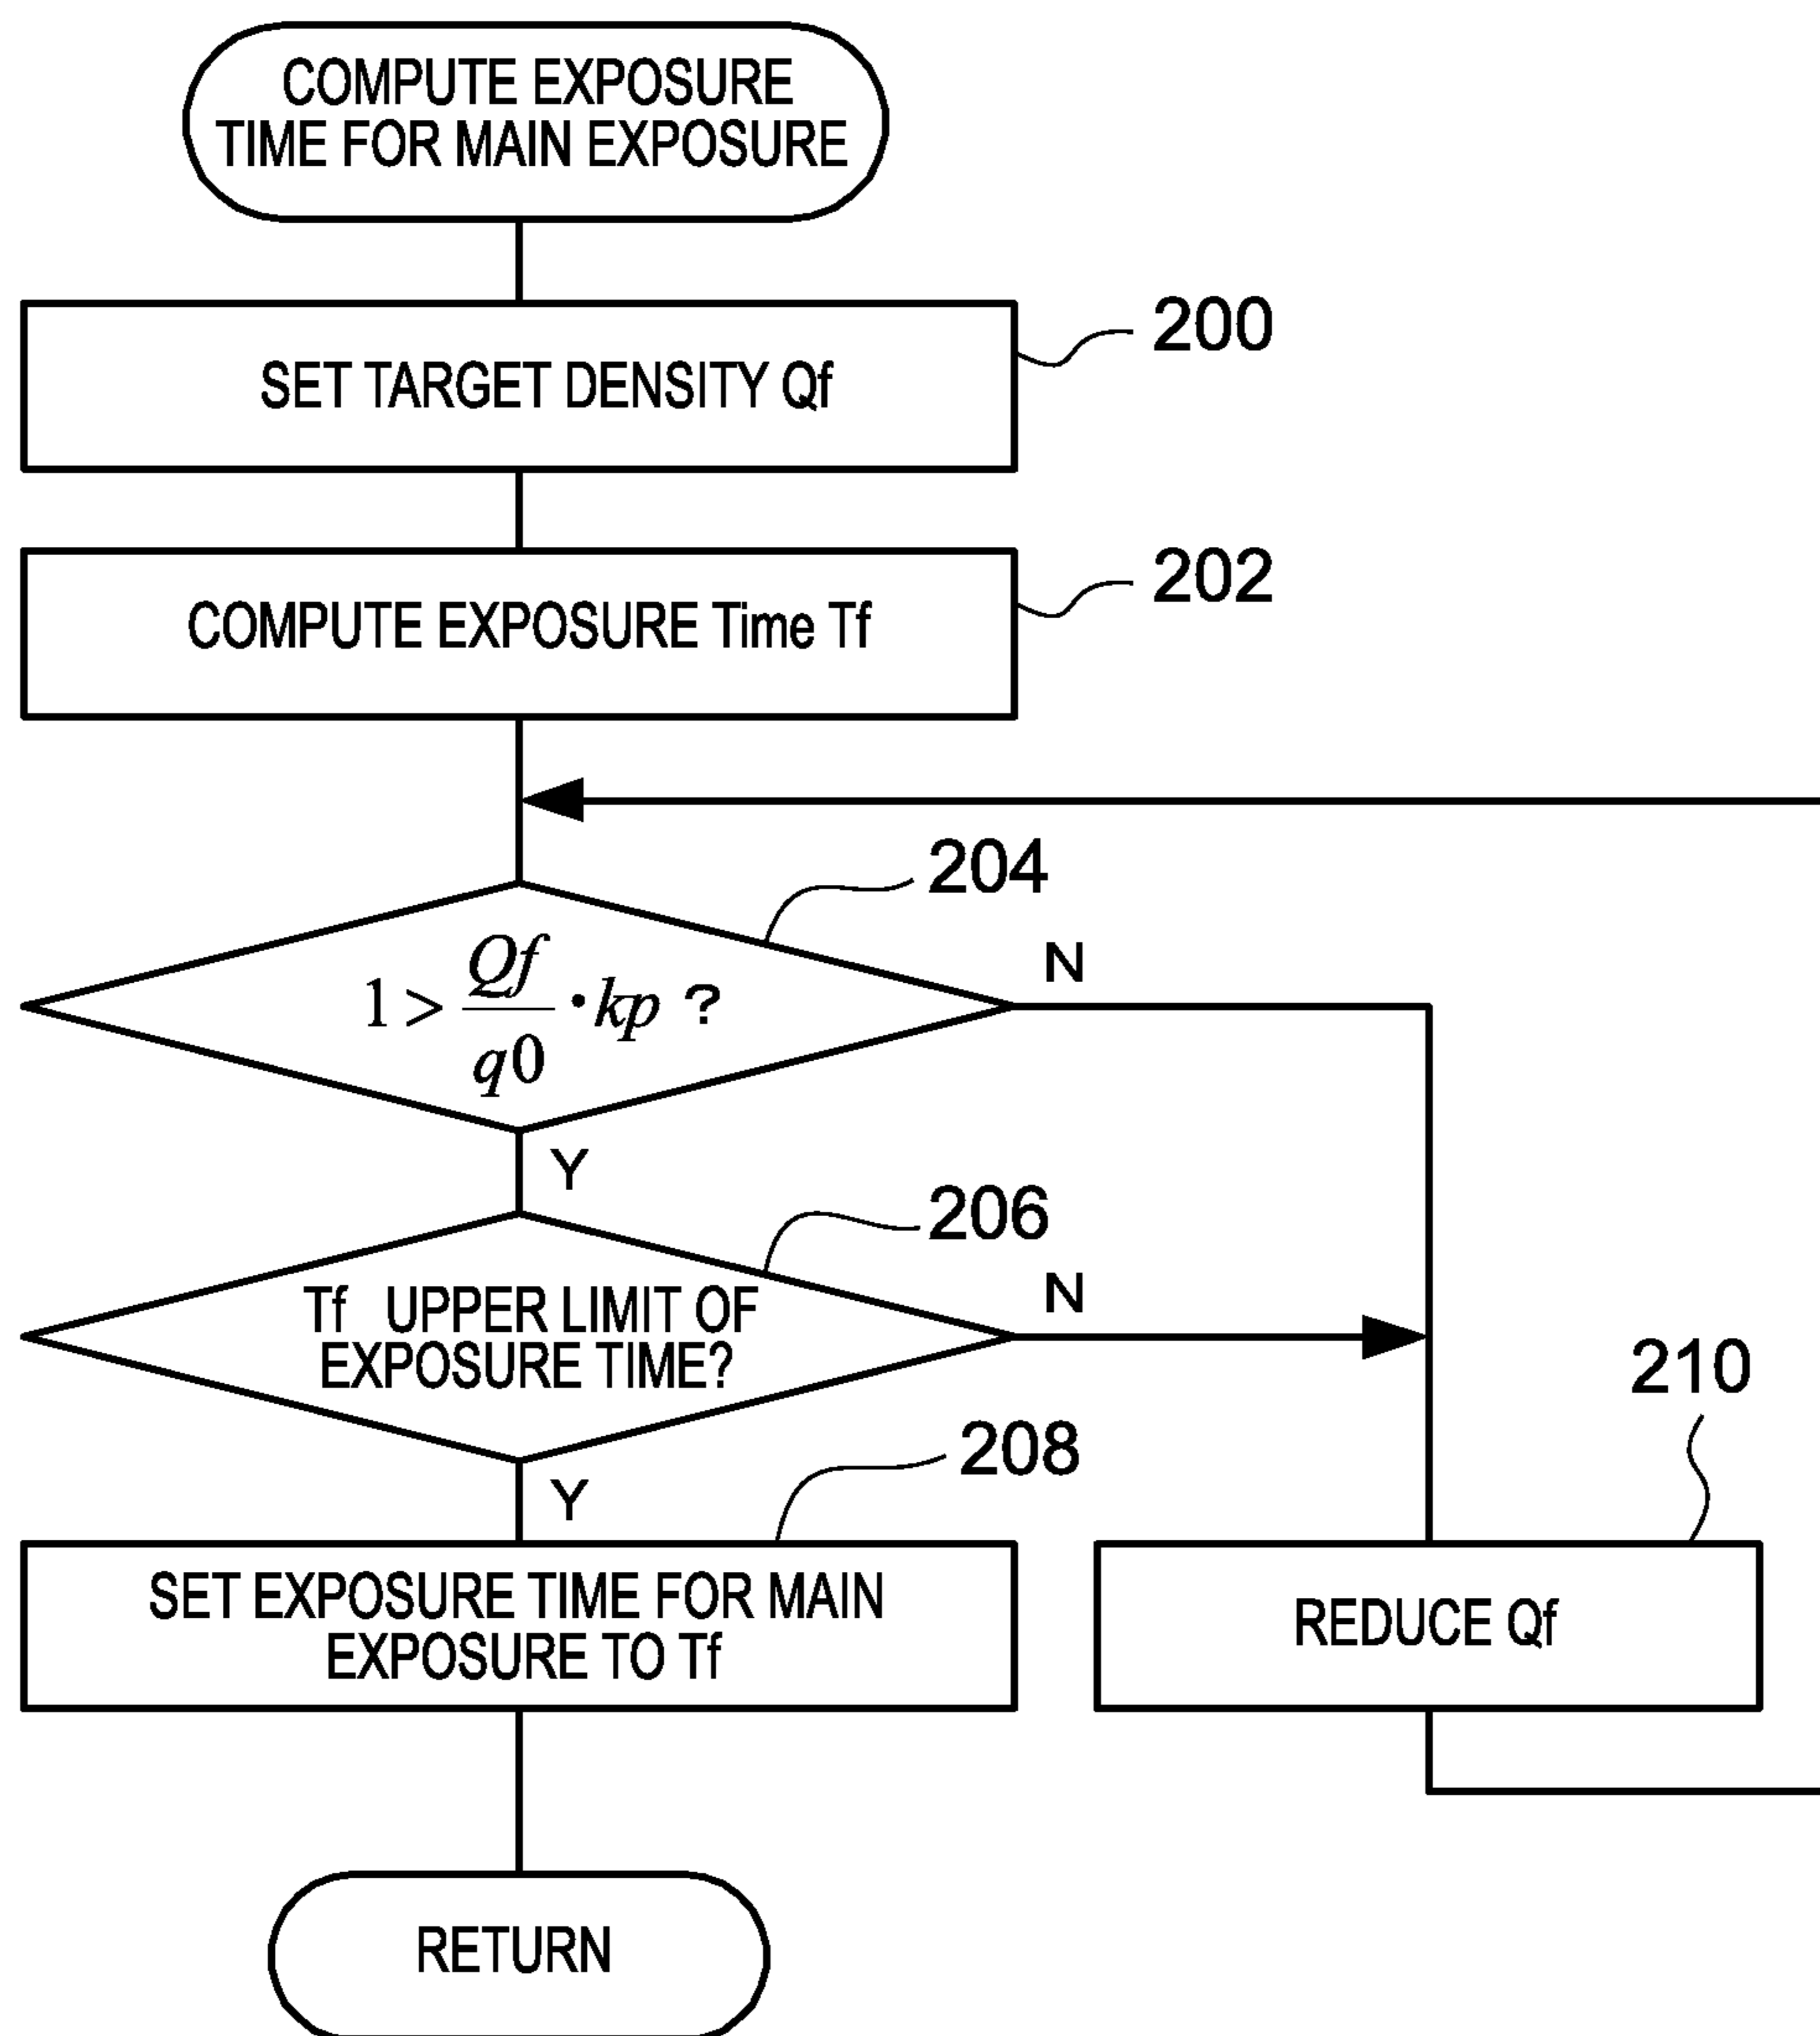 COMPUTE EXPOSURE
TIME FOR MAIN EXPOSURE
200
SET TARGET DENSITY Qf
202
COMPUTE EXPOSURE Time Tf
204
N
1 > Qf/q0 · kp ?
Y
206
N
Tf UPPER LIMIT OF
EXPOSURE TIME?
210
208
Y
SET EXPOSURE TIME FOR MAIN
EXPOSURE TO Tf
REDUCE Qf
RETURN